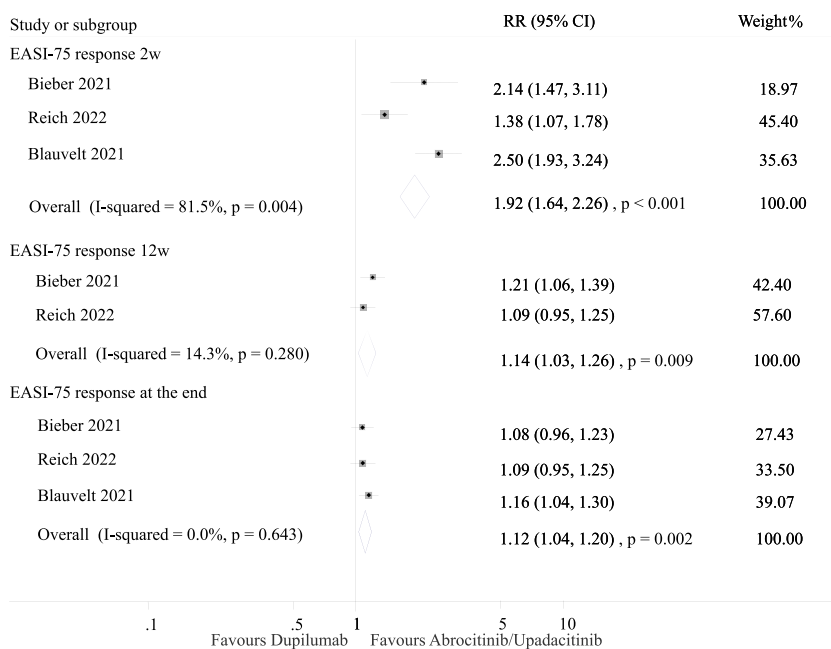 Study or subgroup RR (95% CI) Weight%
EASI-75 response 2w
Bieber 2021 2.14 (1.47, 3.11) 18.97
Reich 2022 1.38 (1.07, 1.78) 45.40
Blauvelt 2021 2.50 (1.93, 3.24) 35.63
Overall (I-squared = 81.5%, p = 0.004) 1.92 (1.64, 2.26) , p < 0.001 100.00
EASI-75 response 12w
Bieber 2021 1.21 (1.06, 1.39) 42.40
Reich 2022 1.09 (0.95, 1.25) 57.60
Overall (I-squared = 14.3%, p = 0.280) 1.14 (1.03, 1.26) , p = 0.009 100.00
EASI-75 response at the end
Bieber 2021 1.08 (0.96, 1.23) 27.43
Reich 2022 1.09 (0.95, 1.25) 33.50
Blauvelt 2021 1.16 (1.04, 1.30) 39.07
Overall (I-squared = 0.0%, p = 0.643) 1.12 (1.04, 1.20) , p = 0.002 100.00
.1 .5 1 5 10
Favours Dupilumab Favours Abrocitinib/Upadacitinib